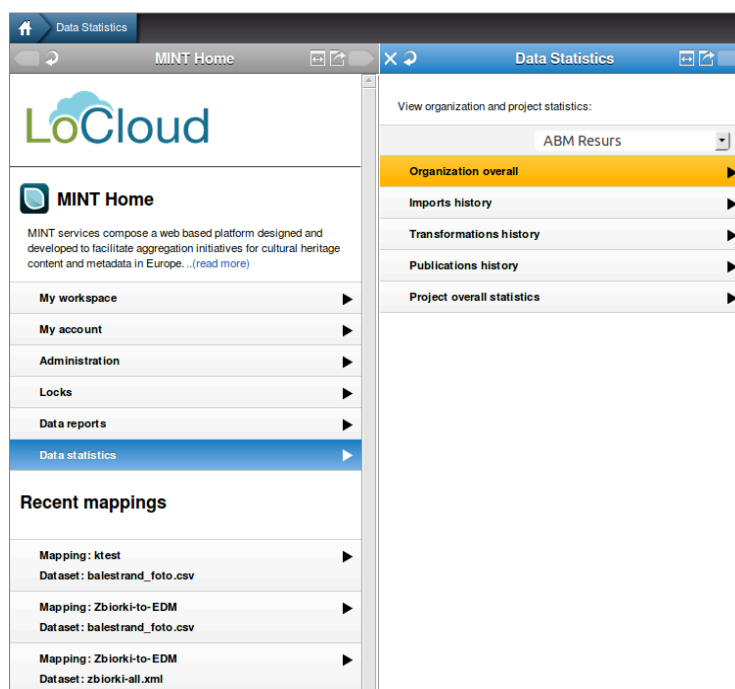 Data Statistics
MINT Home
LoCloud
MINT Home
MINT services compose a web based platform designed and
developed to facilitate aggregation initiatives for cultural heritage
content and metadata in Europe. ..(read more)
My workspace
My account
Administration
Locks
Data reports
Data statistics
Recent mappings
Mapping: ktest
Dataset: balestrand_foto.csv
Mapping: Zbiorki-to-EDM
Dataset: balestrand_foto.csv
Mapping: Zbiorki-to-EDM
Dataset: zbiorki-all.xml
Data Statistics
View organization and project statistics:
ABM Resurs
Organization overall
Imports history
Transformations history
Publications history
Project overall statistics